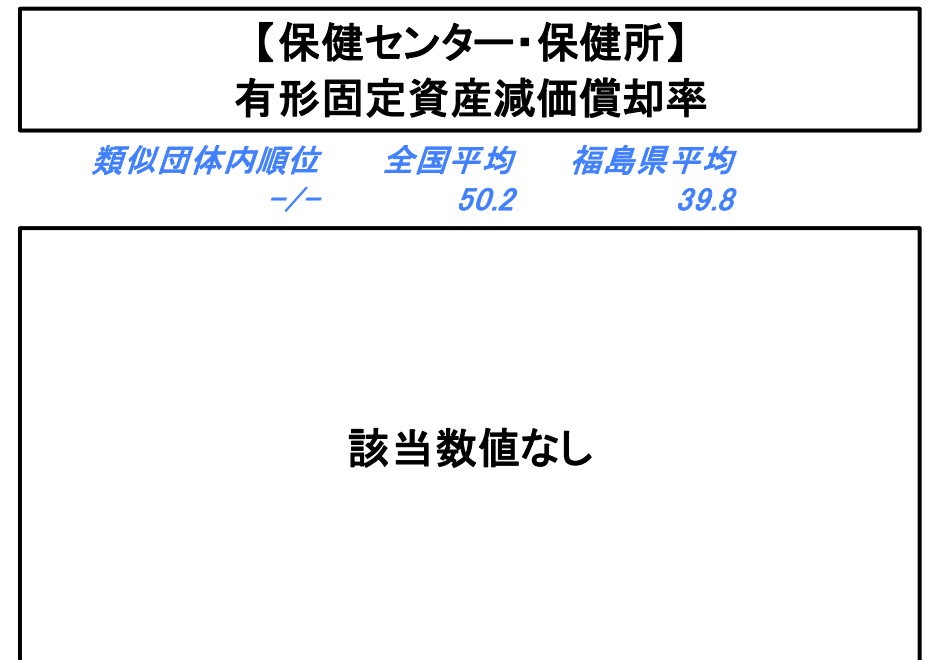 【保健センター・保健所】
有形固定資産減価償却率
類似団体内順位 全国平均 福島県平均
-/- 50.2 39.8
該当数値なし